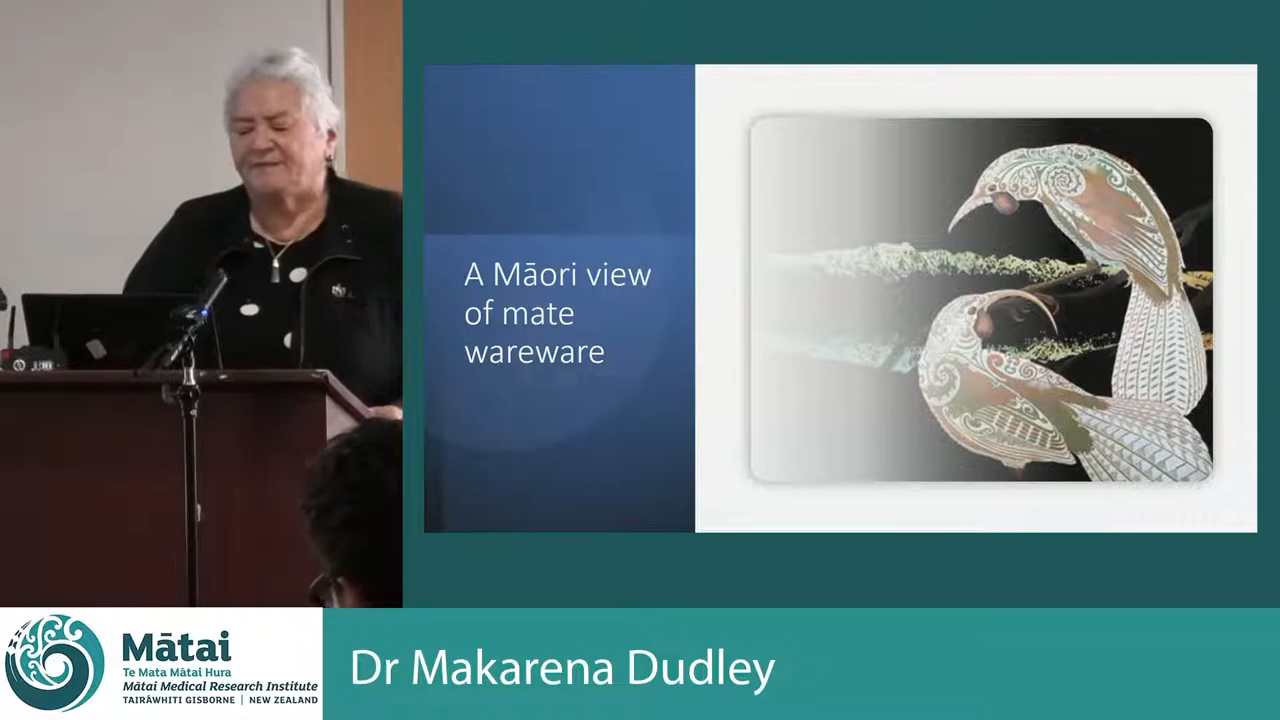 A Māori view
of mate
wareware
Mātai
Te Mata Mātai Hura
Mātai Medical Research Institute
TAIRĀWHITI GISBORNE | NEW ZEALAND
Dr Makarena Dudley